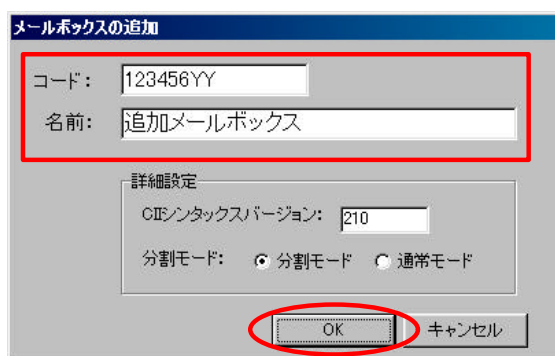 メールボックスの追加
コード: 123456YY
名前: 追加メールボックス
詳細設定
CIIシンタックスバージョン: 210
分割モード: 分割モード 通常モード
OK キャンセル